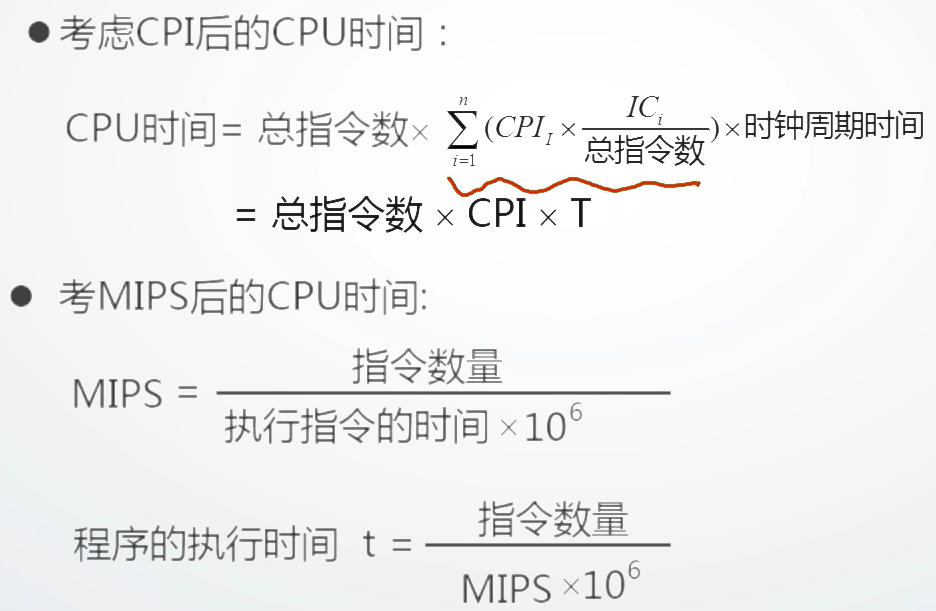 ● 考虑CPI后的CPU时间：
CPU时间= 总指令数× \sum_{i=1}^{n} (CPI_I × \frac{IC_i}{总指令数})×时钟周期时间
= 总指令数 × CPI × T
● 考MIPS后的CPU时间:
MIPS = \frac{指令数量}{执行指令的时间×10^6}
程序的执行时间 t = \frac{指令数量}{MIPS×10^6}